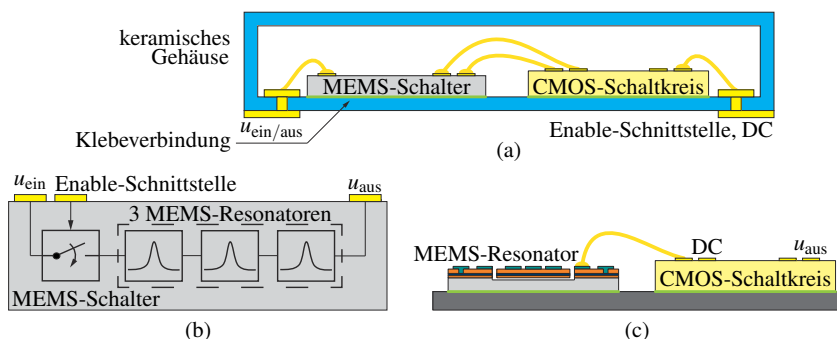 keramisches
Gehäuse
MEMS-Schalter
CMOS-Schaltkreis
u_ein/aus
Klebeverbindung
Enable-Schnittstelle, DC
(a)
u_ein
Enable-Schnittstelle
u_aus
3 MEMS-Resonatoren
MEMS-Schalter
(b)
MEMS-Resonator
DC
u_aus
CMOS-Schaltkreis
(c)